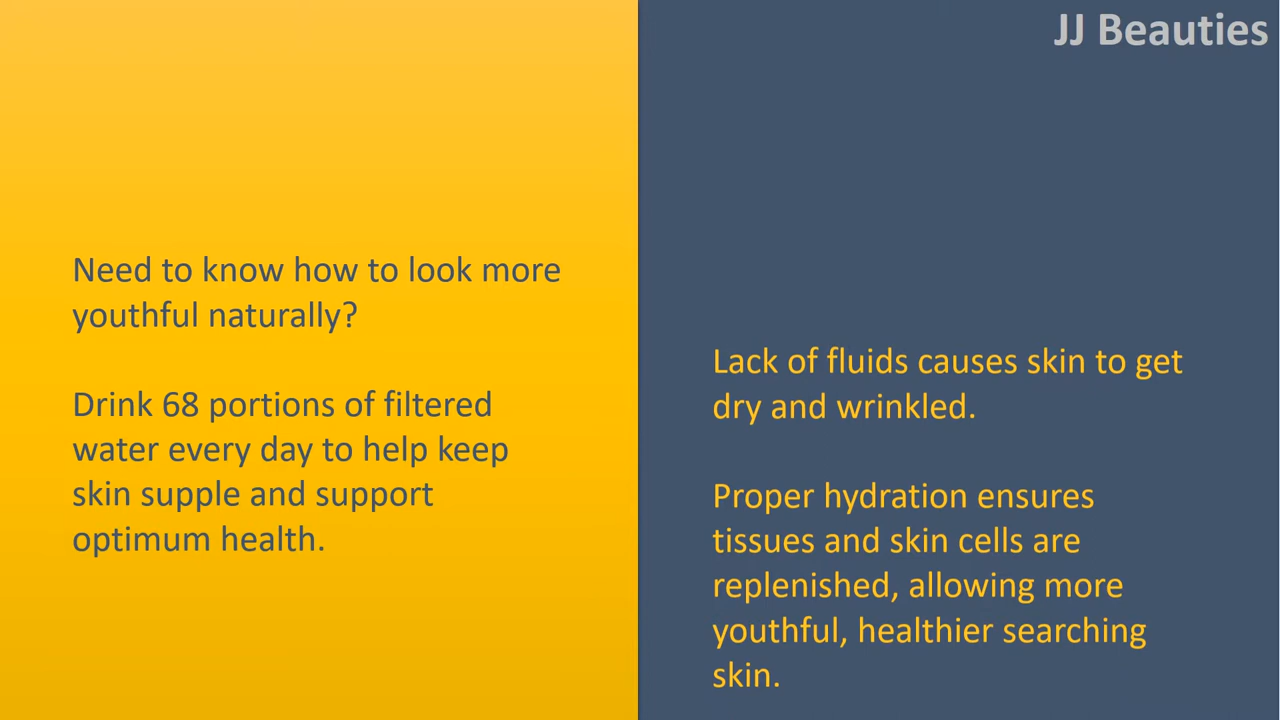 JJ Beauties
Need to know how to look more
youthful naturally?
Drink 68 portions of filtered
water every day to help keep
skin supple and support
optimum health.
Lack of fluids causes skin to get
dry and wrinkled.
Proper hydration ensures
tissues and skin cells are
replenished, allowing more
youthful, healthier searching
skin.